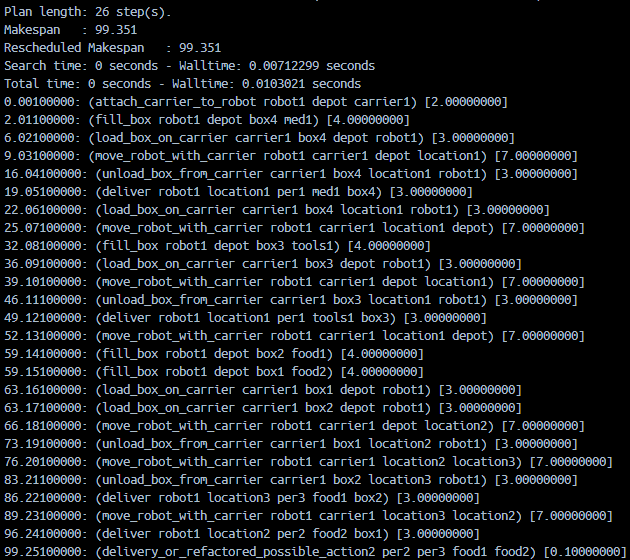 Plan length: 26 step(s).
Makespan   : 99.351
Rescheduled Makespan   : 99.351
Search time: 0 seconds - Walltime: 0.00712299 seconds
Total time: 0 seconds - Walltime: 0.0103021 seconds
0.00100000: (attach_carrier_to_robot robot1 depot carrier1) [2.00000000]
2.01100000: (fill_box robot1 depot box4 med1) [4.00000000]
6.02100000: (load_box_on_carrier carrier1 box4 depot robot1) [3.00000000]
9.03100000: (move_robot_with_carrier robot1 carrier1 depot location1) [7.00000000]
16.04100000: (unload_box_from_carrier carrier1 box4 location1 robot1) [3.00000000]
19.05100000: (deliver robot1 location1 per1 med1 box4) [3.00000000]
22.06100000: (load_box_on_carrier carrier1 box4 location1 robot1) [3.00000000]
25.07100000: (move_robot_with_carrier robot1 carrier1 location1 depot) [7.00000000]
32.08100000: (fill_box robot1 depot box3 tools1) [4.00000000]
36.09100000: (load_box_on_carrier carrier1 box3 depot robot1) [3.00000000]
39.10100000: (move_robot_with_carrier robot1 carrier1 depot location1) [7.00000000]
46.11100000: (unload_box_from_carrier carrier1 box3 location1 robot1) [3.00000000]
49.12100000: (deliver robot1 location1 per1 tools1 box3) [3.00000000]
52.13100000: (move_robot_with_carrier robot1 carrier1 location1 depot) [7.00000000]
59.14100000: (fill_box robot1 depot box2 food1) [4.00000000]
59.15100000: (fill_box robot1 depot box1 food2) [4.00000000]
63.16100000: (load_box_on_carrier carrier1 box1 depot robot1) [3.00000000]
63.17100000: (load_box_on_carrier carrier1 box2 depot robot1) [3.00000000]
66.18100000: (move_robot_with_carrier robot1 carrier1 depot location2) [7.00000000]
73.19100000: (unload_box_from_carrier carrier1 box1 location2 robot1) [3.00000000]
76.20100000: (move_robot_with_carrier robot1 carrier1 location2 location3) [7.00000000]
83.21100000: (unload_box_from_carrier carrier1 box2 location3 robot1) [3.00000000]
86.22100000: (deliver robot1 location3 per3 food1 box2) [3.00000000]
89.23100000: (move_robot_with_carrier robot1 carrier1 location3 location2) [7.00000000]
96.24100000: (deliver robot1 location2 per2 food2 box1) [3.00000000]
99.25100000: (delivery_or_refactored_possible_action2 per2 per3 food1 food2) [0.10000000]